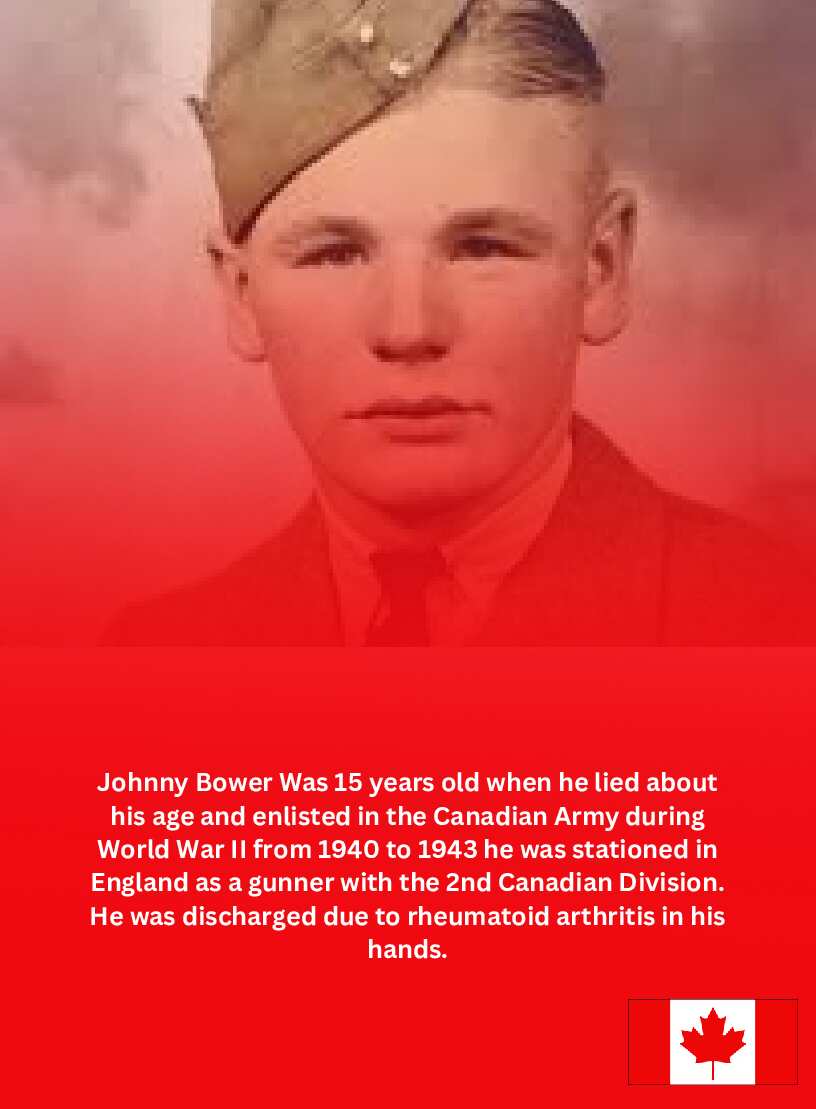 Johnny Bower Was 15 years old when he lied about
his age and enlisted in the Canadian Army during
World War II from 1940 to 1943 he was stationed in
England as a gunner with the 2nd Canadian Division.
He was discharged due to rheumatoid arthritis in his
hands.